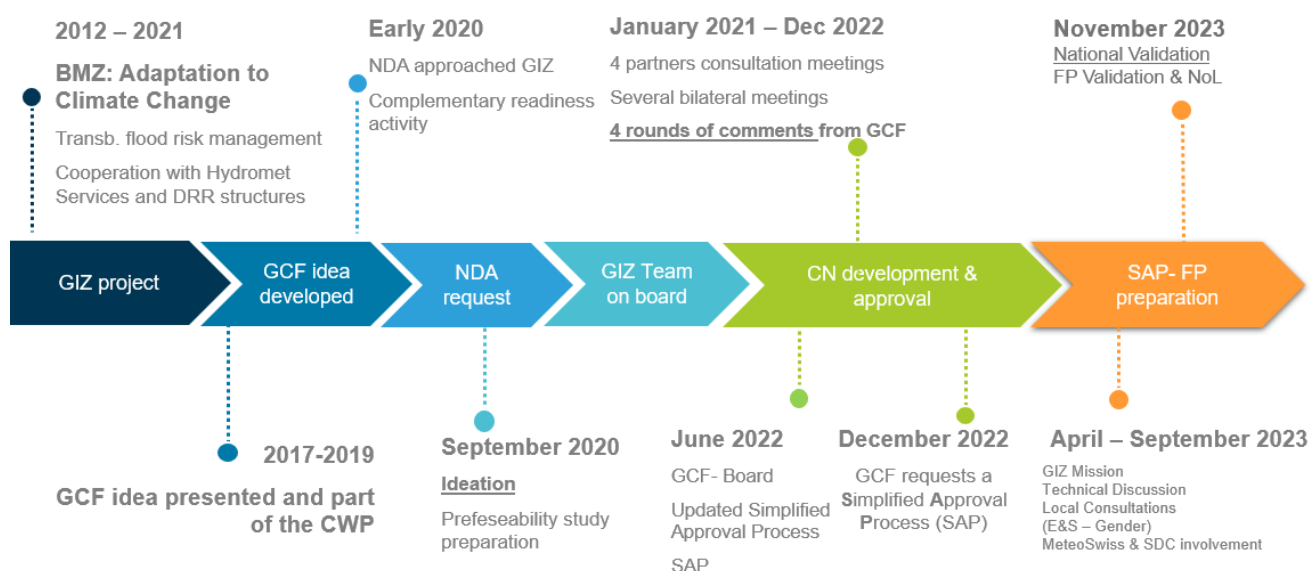 2012 – 2021
BMZ: Adaptation to
Climate Change
Transb. flood risk management
Cooperation with Hydromet
Services and DRR structures
Early 2020
NDA approached GIZ
Complementary readiness
activity
January 2021 – Dec 2022
4 partners consultation meetings
Several bilateral meetings
4 rounds of comments from GCF
November 2023
National Validation
FP Validation & NoL
GIZ project
GCF idea
developed
NDA
request
GIZ Team
on board
CN development &
approval
SAP- FP
preparation
2017-2019
GCF idea presented and part
of the CWP
September 2020
Ideation
Prefeseability study
preparation
June 2022
GCF- Board
Updated Simplified
Approval Process
SAP
December 2022
GCF requests a
Simplified Approval
Process (SAP)
April – September 2023
GIZ Mission
Technical Discussion
Local Consultations
(E&S – Gender)
MeteoSwiss & SDC involvement